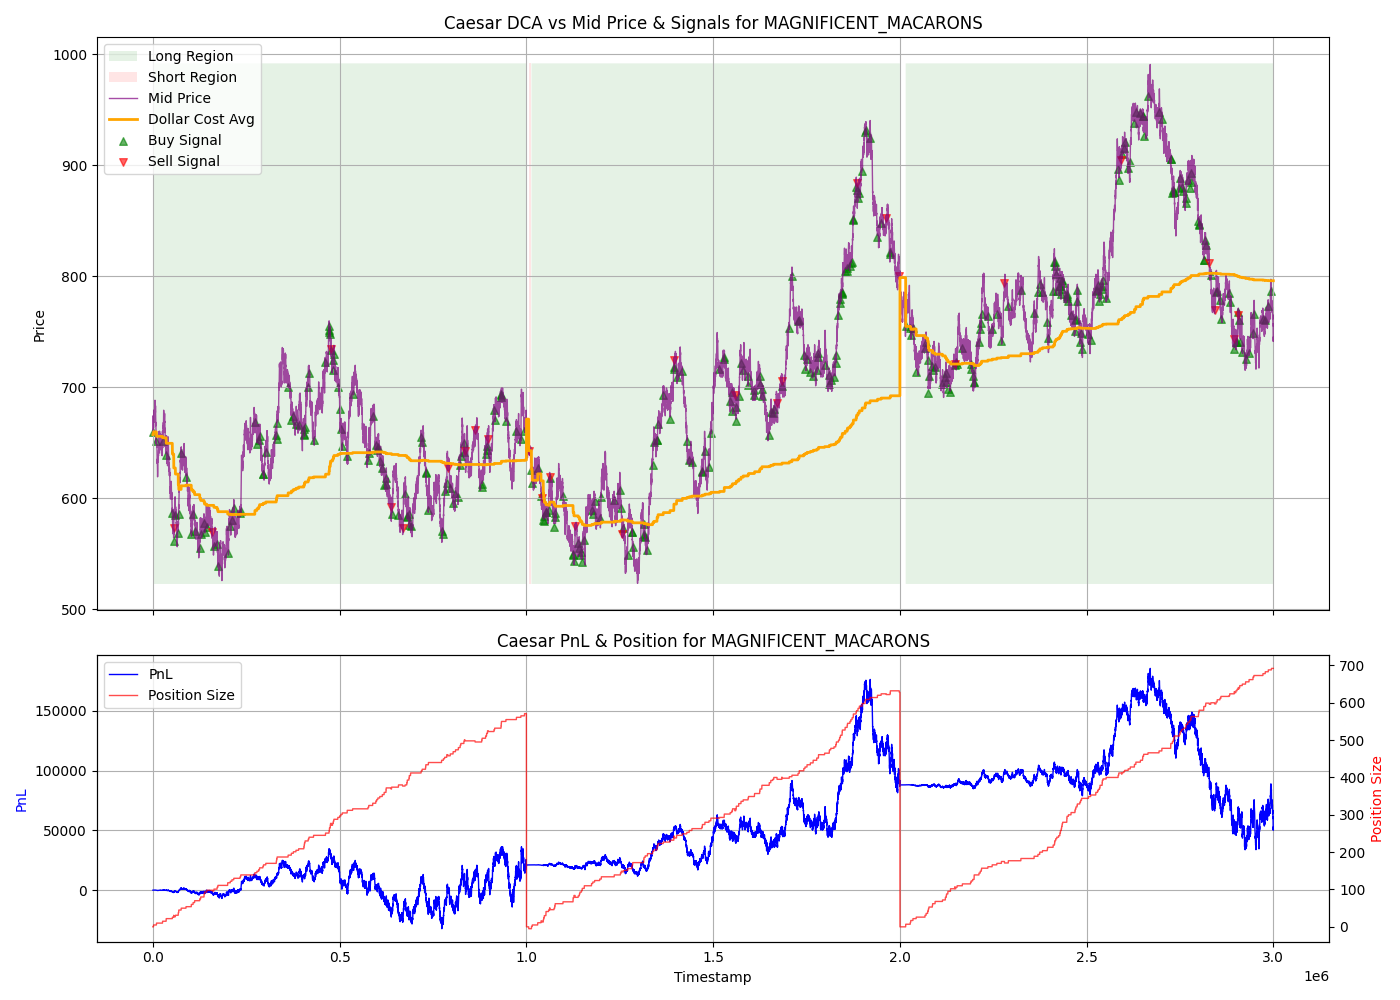 Caesar DCA vs Mid Price & Signals for MAGNIFICENT_MACARONS
1000
900
800
700
600
500
Price
Long Region
Short Region
Mid Price
Dollar Cost Avg
Buy Signal
Sell Signal
Caesar PnL & Position for MAGNIFICENT_MACARONS
PnL
Position Size
150000
100000
50000
0
PnL
700
600
500
400
300
200
100
0
Position Size
0.0
0.5
1.0
1.5
2.0
2.5
3.0
1e6
Timestamp